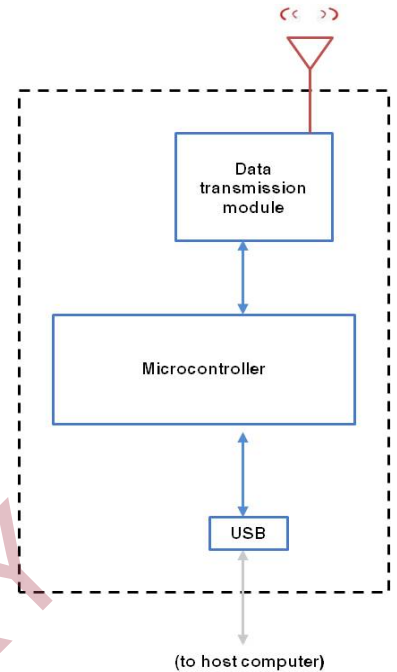 Data
transmission
module
Microcontroller
USB
(to host computer)